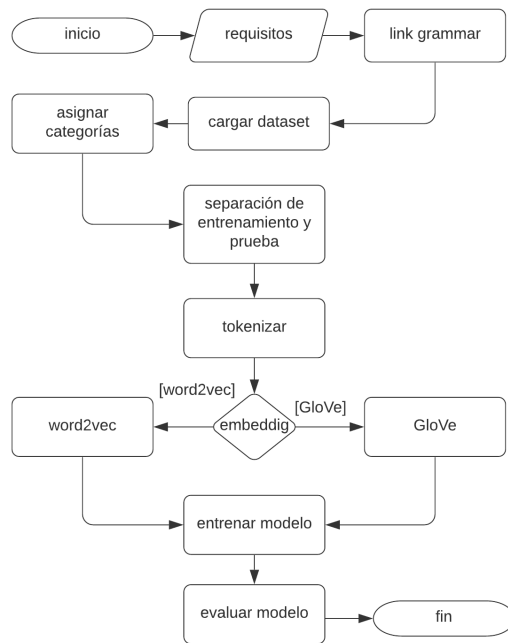 inicio
requisitos
link grammar
asignar
categorías
cargar dataset
separación de
entrenamiento y
prueba
tokenizar
[word2vec]
[GloVe]
word2vec
embeddig
GloVe
entrenar modelo
evaluar modelo
fin